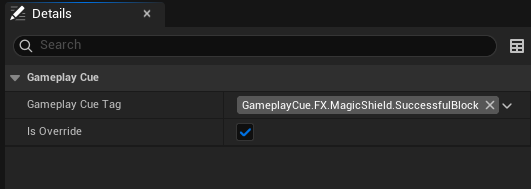 Details
Search
Gameplay Cue
Gameplay Cue Tag GameplayCue.FX.MagicShield.SuccessfulBlock
Is Override